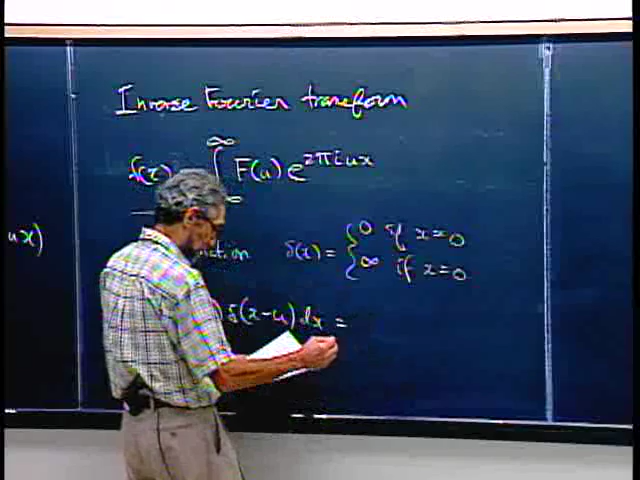 Inverse Fourier transform
f(x) ∫ ∞ F(u) e^{2πiux}
ux)
δ(x) = { 0 if x≠0
∞ if x=0
) δ(x-u) dx =